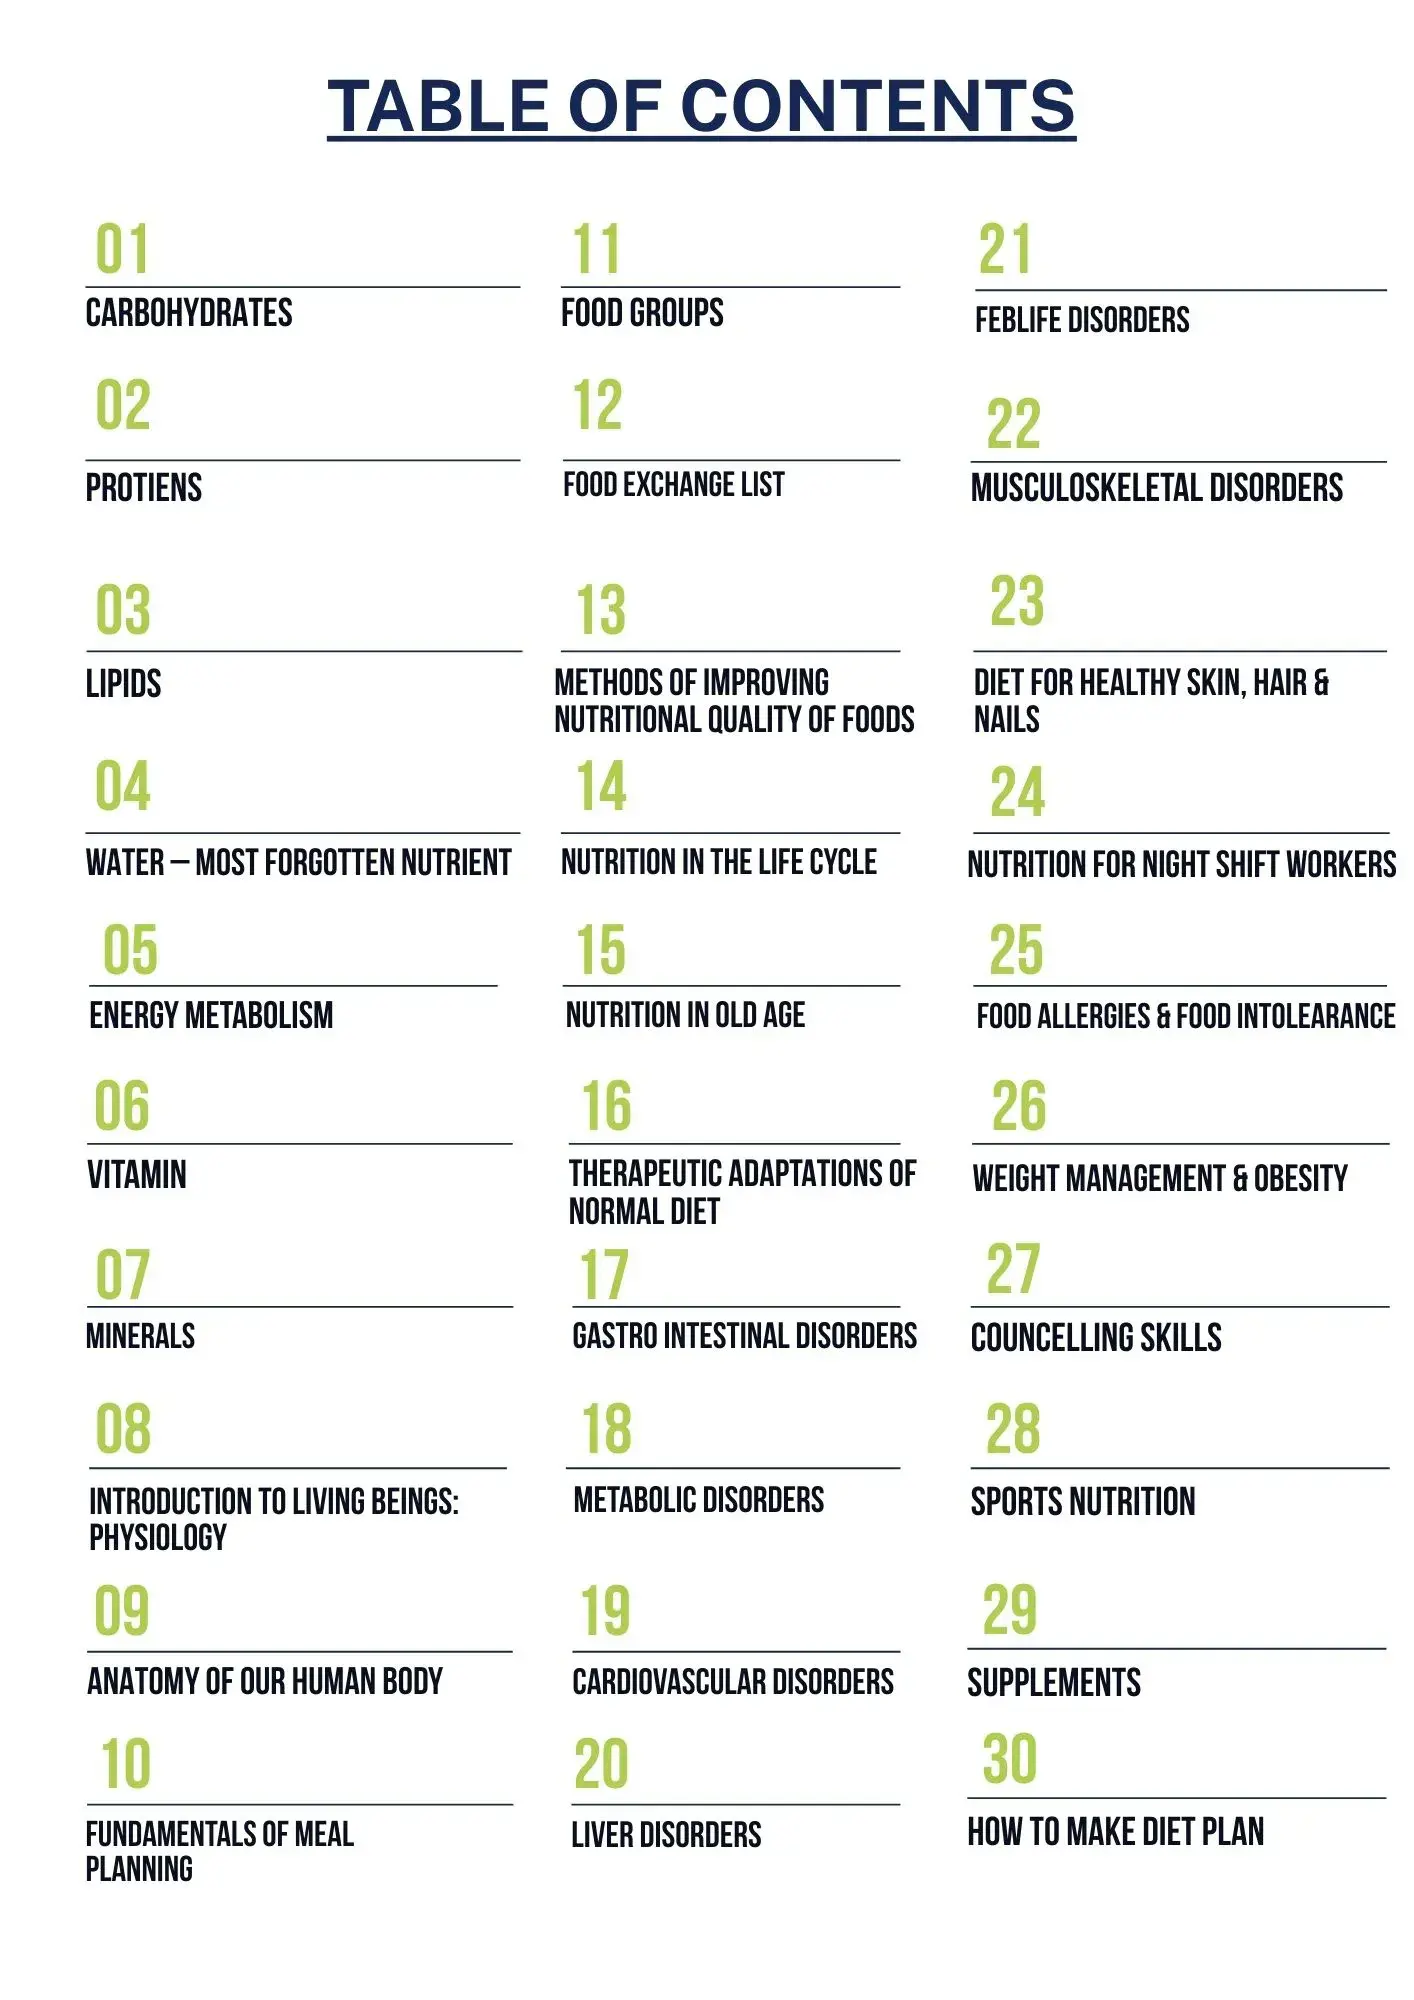 TABLE OF CONTENTS
01
CARBOHYDRATES
02
PROTIENS
03
LIPIDS
04
WATER – MOST FORGOTTEN NUTRIENT
05
ENERGY METABOLISM
06
VITAMIN
07
MINERALS
08
INTRODUCTION TO LIVING BEINGS:
PHYSIOLOGY
09
ANATOMY OF OUR HUMAN BODY
10
FUNDAMENTALS OF MEAL
PLANNING
11
FOOD GROUPS
12
FOOD EXCHANGE LIST
13
METHODS OF IMPROVING
NUTRITIONAL QUALITY OF FOODS
14
NUTRITION IN THE LIFE CYCLE
15
NUTRITION IN OLD AGE
16
THERAPEUTIC ADAPTATIONS OF
NORMAL DIET
17
GASTRO INTESTINAL DISORDERS
18
METABOLIC DISORDERS
19
CARDIOVASCULAR DISORDERS
20
LIVER DISORDERS
21
FEBLIFE DISORDERS
22
MUSCULOSKELETAL DISORDERS
23
DIET FOR HEALTHY SKIN, HAIR &
NAILS
24
NUTRITION FOR NIGHT SHIFT WORKERS
25
FOOD ALLERGIES & FOOD INTOLEARANCE
26
WEIGHT MANAGEMENT & OBESITY
27
COUNCELLING SKILLS
28
SPORTS NUTRITION
29
SUPPLEMENTS
30
HOW TO MAKE DIET PLAN